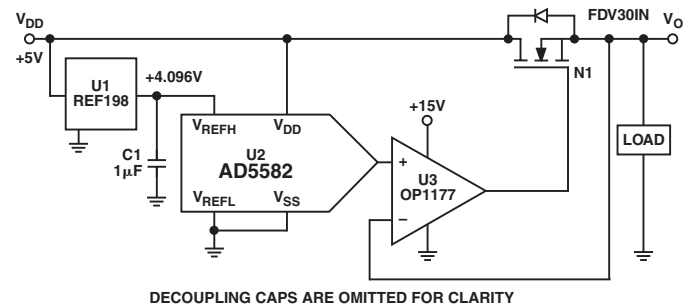 VDD
+5V
U1
REF198
+4.096V
C1
1µF
VREFH
VDD
U2
AD5582
VREFL
VSS
+15V
+
U3
OP1177
−
FDV30IN
N1
VO
LOAD
DECOUPLING CAPS ARE OMITTED FOR CLARITY